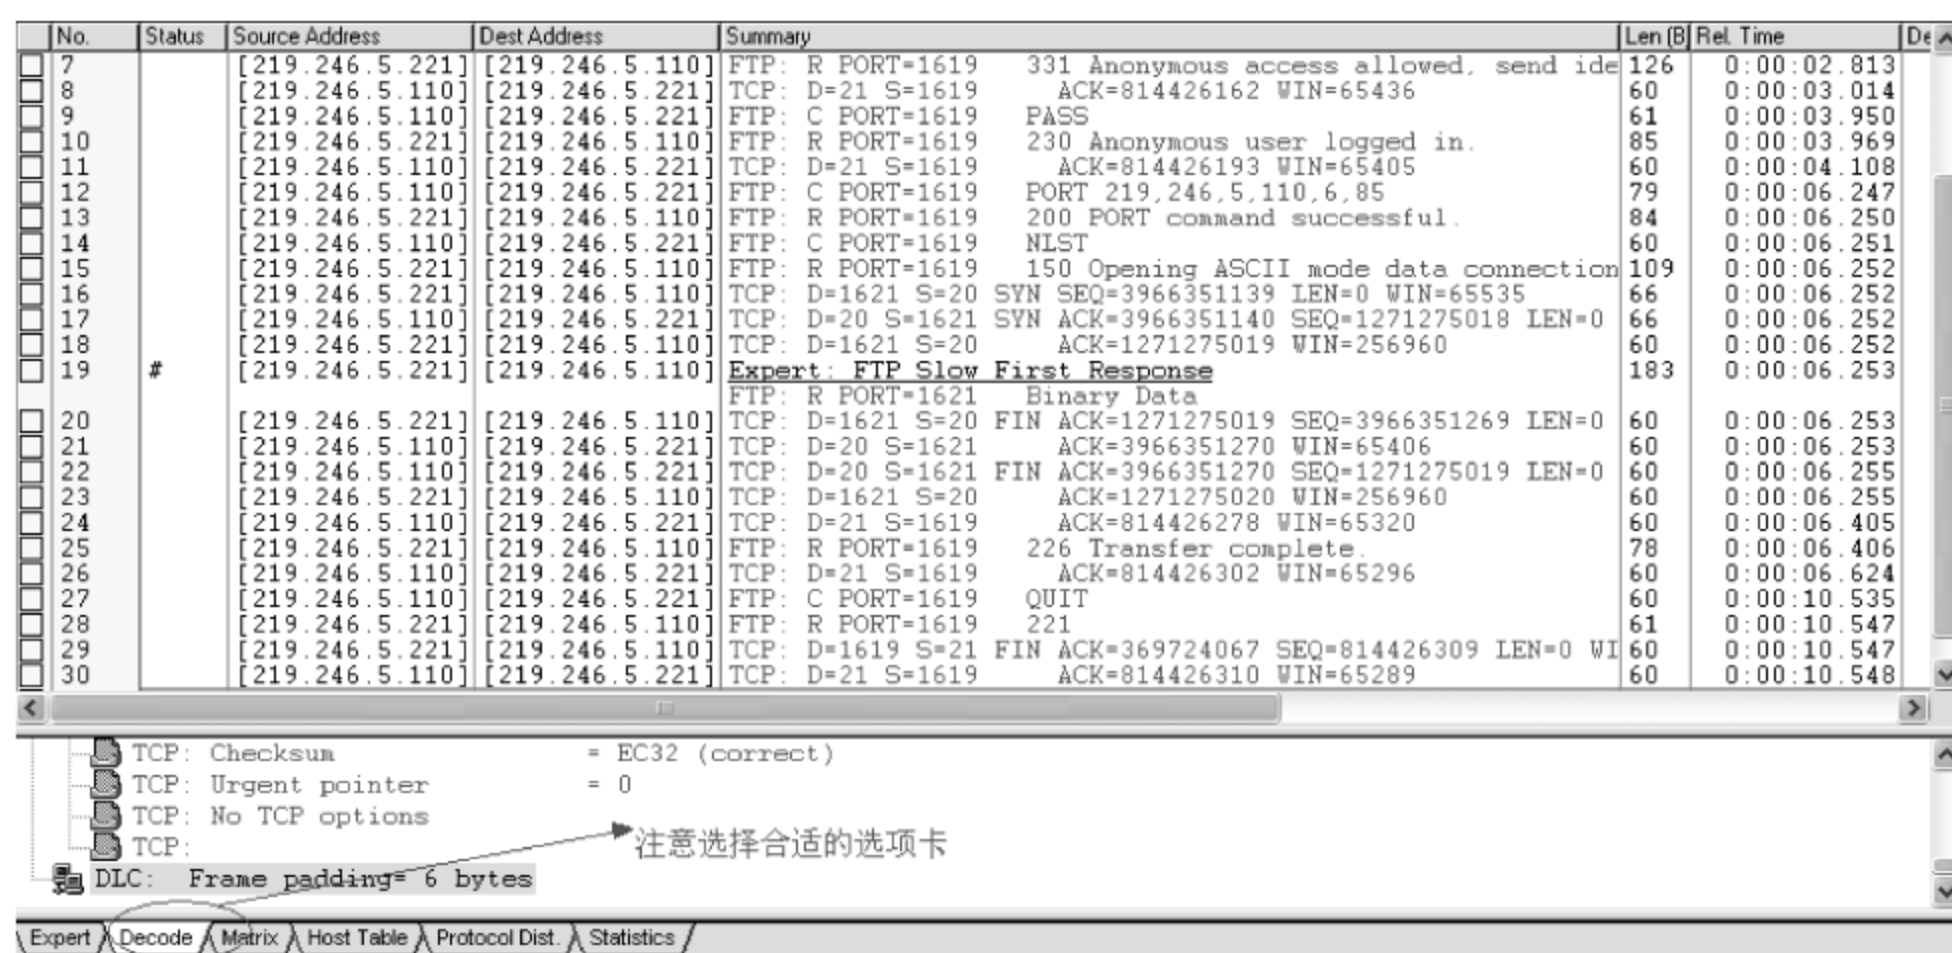 No. Status Source Address Dest Address Summary Len (B Rel. Time De
7 [219.246.5.221] [219.246.5.110] FTP: R PORT=1619 331 Anonymous access allowed, send ide 126 0:00:02.813
8 [219.246.5.110] [219.246.5.221] TCP: D=21 S=1619 ACK=814426162 WIN=65436 60 0:00:03.014
9 [219.246.5.110] [219.246.5.221] FTP: C PORT=1619 PASS 61 0:00:03.950
10 [219.246.5.221] [219.246.5.110] FTP: R PORT=1619 230 Anonymous user logged in. 85 0:00:03.969
11 [219.246.5.110] [219.246.5.221] TCP: D=21 S=1619 ACK=814426193 WIN=65405 60 0:00:04.108
12 [219.246.5.110] [219.246.5.221] FTP: C PORT=1619 PORT 219,246,5,110,6,85 79 0:00:06.247
13 [219.246.5.221] [219.246.5.110] FTP: R PORT=1619 200 PORT command successful. 84 0:00:06.250
14 [219.246.5.110] [219.246.5.221] FTP: C PORT=1619 NLST 60 0:00:06.251
15 [219.246.5.221] [219.246.5.110] FTP: R PORT=1619 150 Opening ASCII mode data connection 109 0:00:06.252
16 [219.246.5.221] [219.246.5.110] TCP: D=1621 S=20 SYN SEQ=3966351139 LEN=0 WIN=65535 66 0:00:06.252
17 [219.246.5.110] [219.246.5.221] TCP: D=20 S=1621 SYN ACK=3966351140 SEQ=1271275018 LEN=0 66 0:00:06.252
18 [219.246.5.221] [219.246.5.110] TCP: D=1621 S=20 ACK=1271275019 WIN=256960 60 0:00:06.252
19 # [219.246.5.221] [219.246.5.110] Expert: FTP Slow First Response 183 0:00:06.253
FTP: R PORT=1621 Binary Data
20 [219.246.5.221] [219.246.5.110] TCP: D=1621 S=20 FIN ACK=1271275019 SEQ=3966351269 LEN=0 60 0:00:06.253
21 [219.246.5.110] [219.246.5.221] TCP: D=20 S=1621 ACK=3966351270 WIN=65406 60 0:00:06.253
22 [219.246.5.110] [219.246.5.221] TCP: D=20 S=1621 FIN ACK=3966351270 SEQ=1271275019 LEN=0 60 0:00:06.255
23 [219.246.5.221] [219.246.5.110] TCP: D=1621 S=20 ACK=1271275020 WIN=256960 60 0:00:06.255
24 [219.246.5.110] [219.246.5.221] TCP: D=21 S=1619 ACK=814426278 WIN=65320 60 0:00:06.405
25 [219.246.5.221] [219.246.5.110] FTP: R PORT=1619 226 Transfer complete. 78 0:00:06.406
26 [219.246.5.110] [219.246.5.221] TCP: D=21 S=1619 ACK=814426302 WIN=65296 60 0:00:06.624
27 [219.246.5.110] [219.246.5.221] FTP: C PORT=1619 QUIT 60 0:00:10.535
28 [219.246.5.221] [219.246.5.110] FTP: R PORT=1619 221 61 0:00:10.547
29 [219.246.5.221] [219.246.5.110] TCP: D=1619 S=21 FIN ACK=369724067 SEQ=814426309 LEN=0 WI 60 0:00:10.547
30 [219.246.5.110] [219.246.5.221] TCP: D=21 S=1619 ACK=814426310 WIN=65289 60 0:00:10.548
TCP: Checksum = EC32 (correct)
TCP: Urgent pointer = 0
TCP: No TCP options
TCP:
注意选择合适的选项卡
DLC: Frame padding= 6 bytes
Expert Decode Matrix Host Table Protocol Dist. Statistics